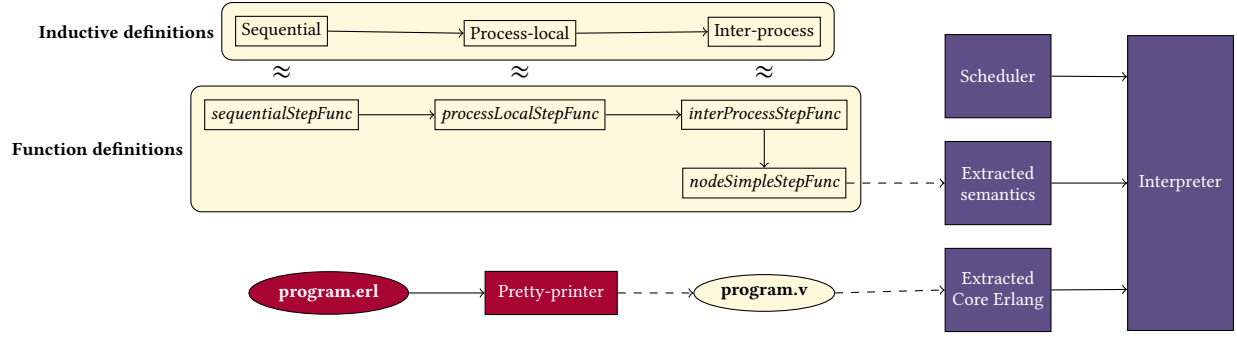 Inductive definitions
Sequential
Process-local
Inter-process
≈ ≈ ≈
Function definitions
sequentialStepFunc
processLocalStepFunc
interProcessStepFunc
nodeSimpleStepFunc
program.erl
Pretty-printer
program.v
Scheduler
Extracted
semantics
Extracted
Core Erlang
Interpreter